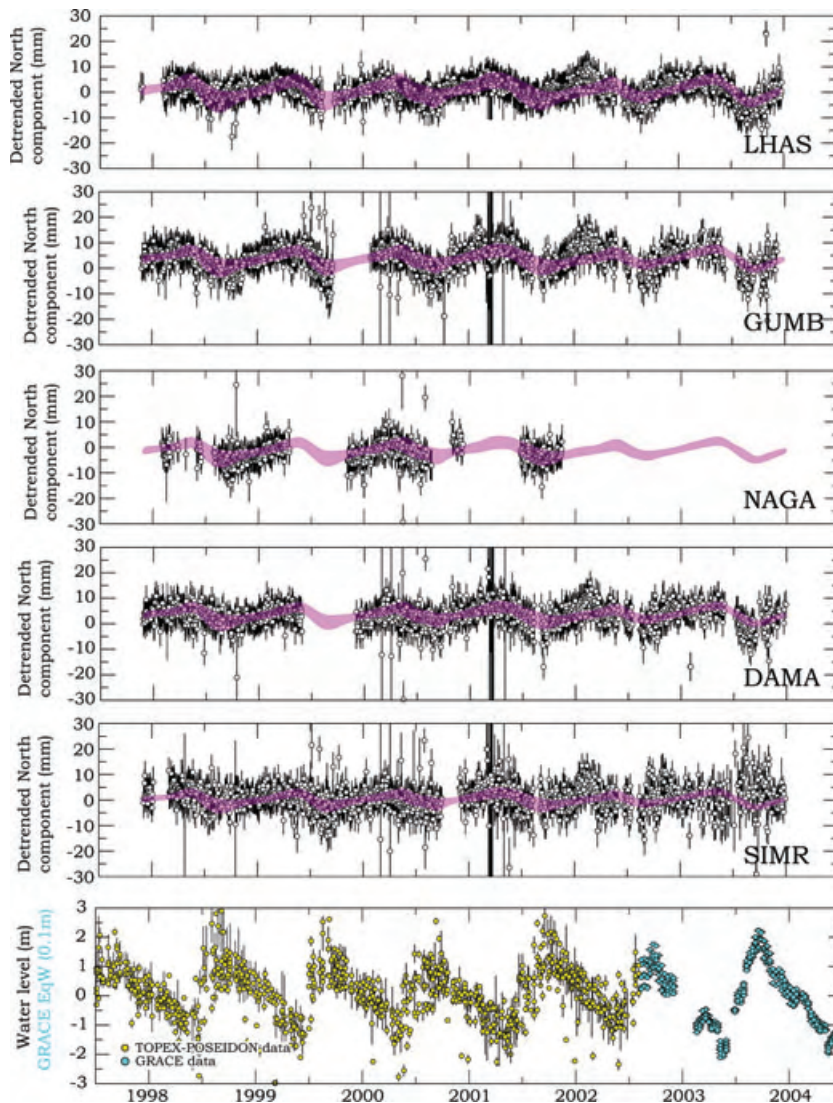 Detrended North
component (mm)
30
20
10
0
-10
-20
-30
LHAS
Detrended North
component (mm)
30
20
10
0
-10
-20
-30
GUMB
Detrended North
component (mm)
30
20
10
0
-10
-20
-30
NAGA
Detrended North
component (mm)
30
20
10
0
-10
-20
-30
DAMA
Detrended North
component (mm)
30
20
10
0
-10
-20
-30
SIMR
Water level (m)
GRACE EqW (0.1m)
3
2
1
0
-1
-2
-3
TOPEX-POSEIDON data
GRACE data
1998 1999 2000 2001 2002 2003 2004